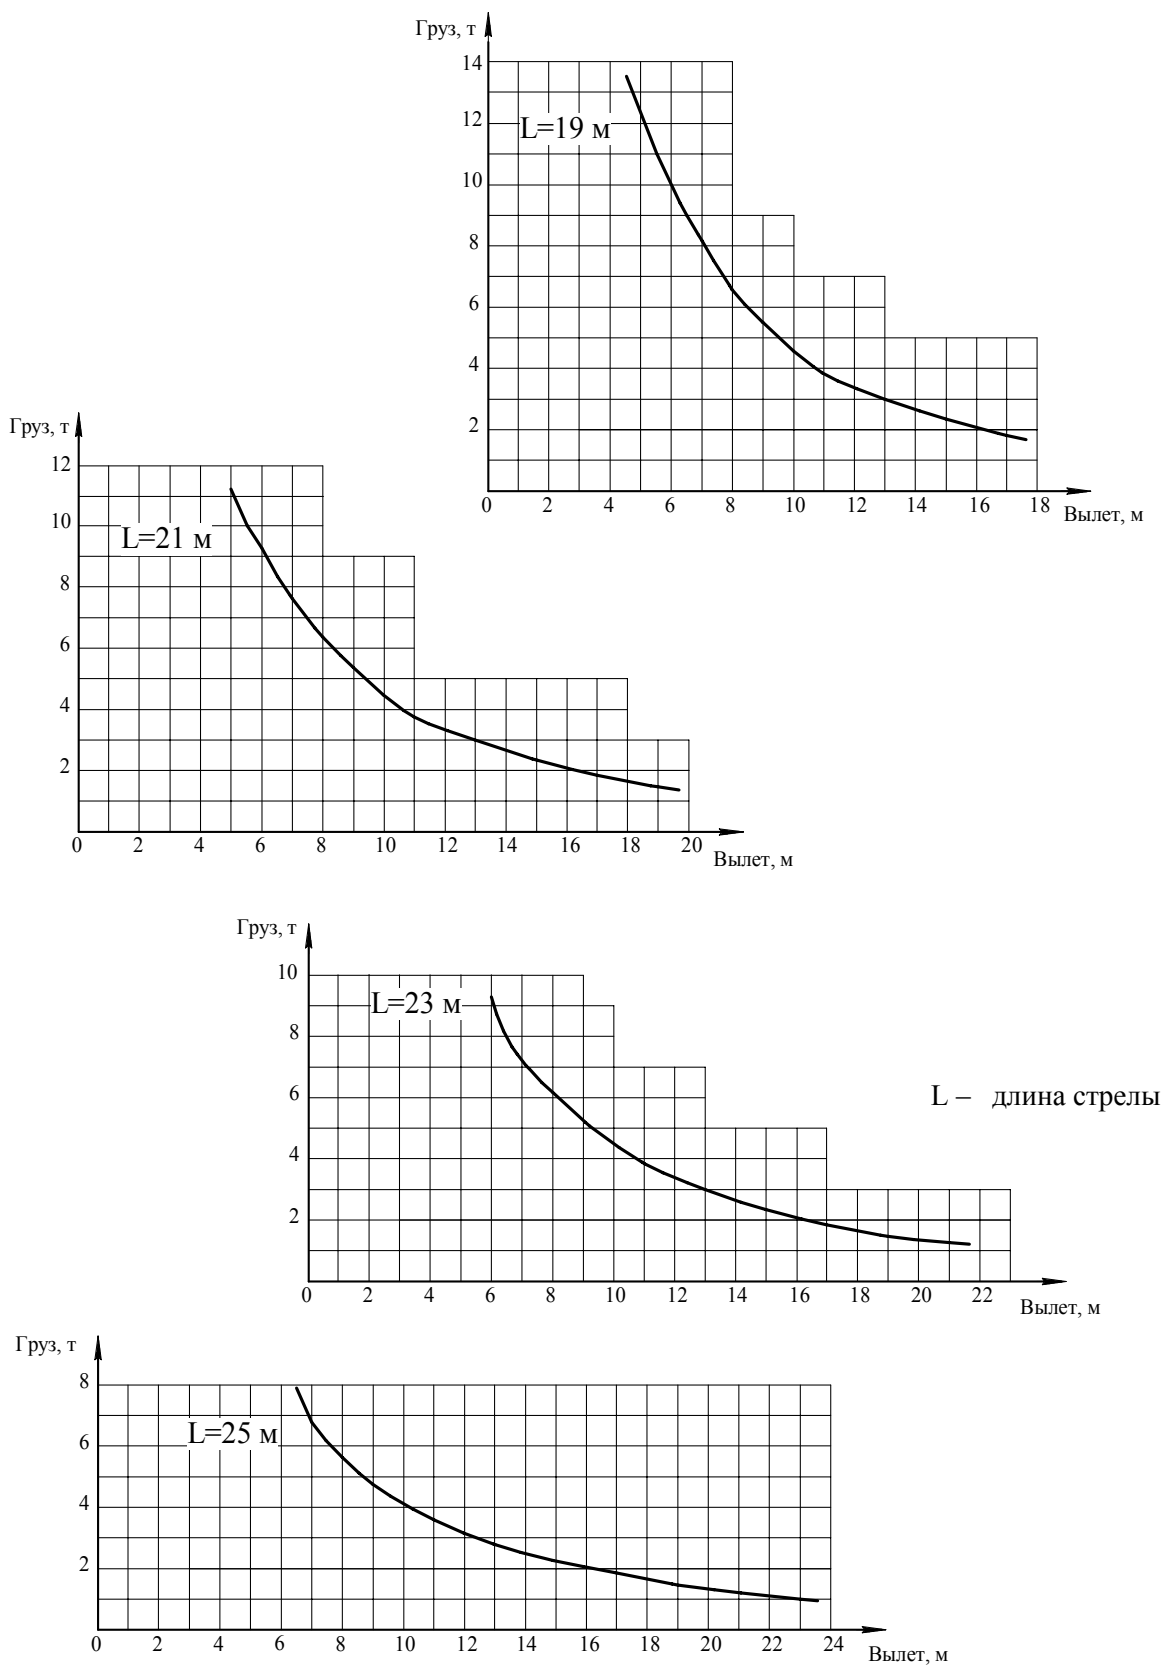 Груз, т
14
12
L=19 м
10
8
6
4
2
0 2 4 6 8 10 12 14 16 18
Вылет, м
Груз, т
12
10
L=21 м
8
6
4
2
0 2 4 6 8 10 12 14 16 18 20
Вылет, м
Груз, т
10
L=23 м
8
6
4
2
0 2 4 6 8 10 12 14 16 18 20 22
Вылет, м
L – длина стрелы
Груз, т
8
L=25 м
6
4
2
0 2 4 6 8 10 12 14 16 18 20 22 24
Вылет, м